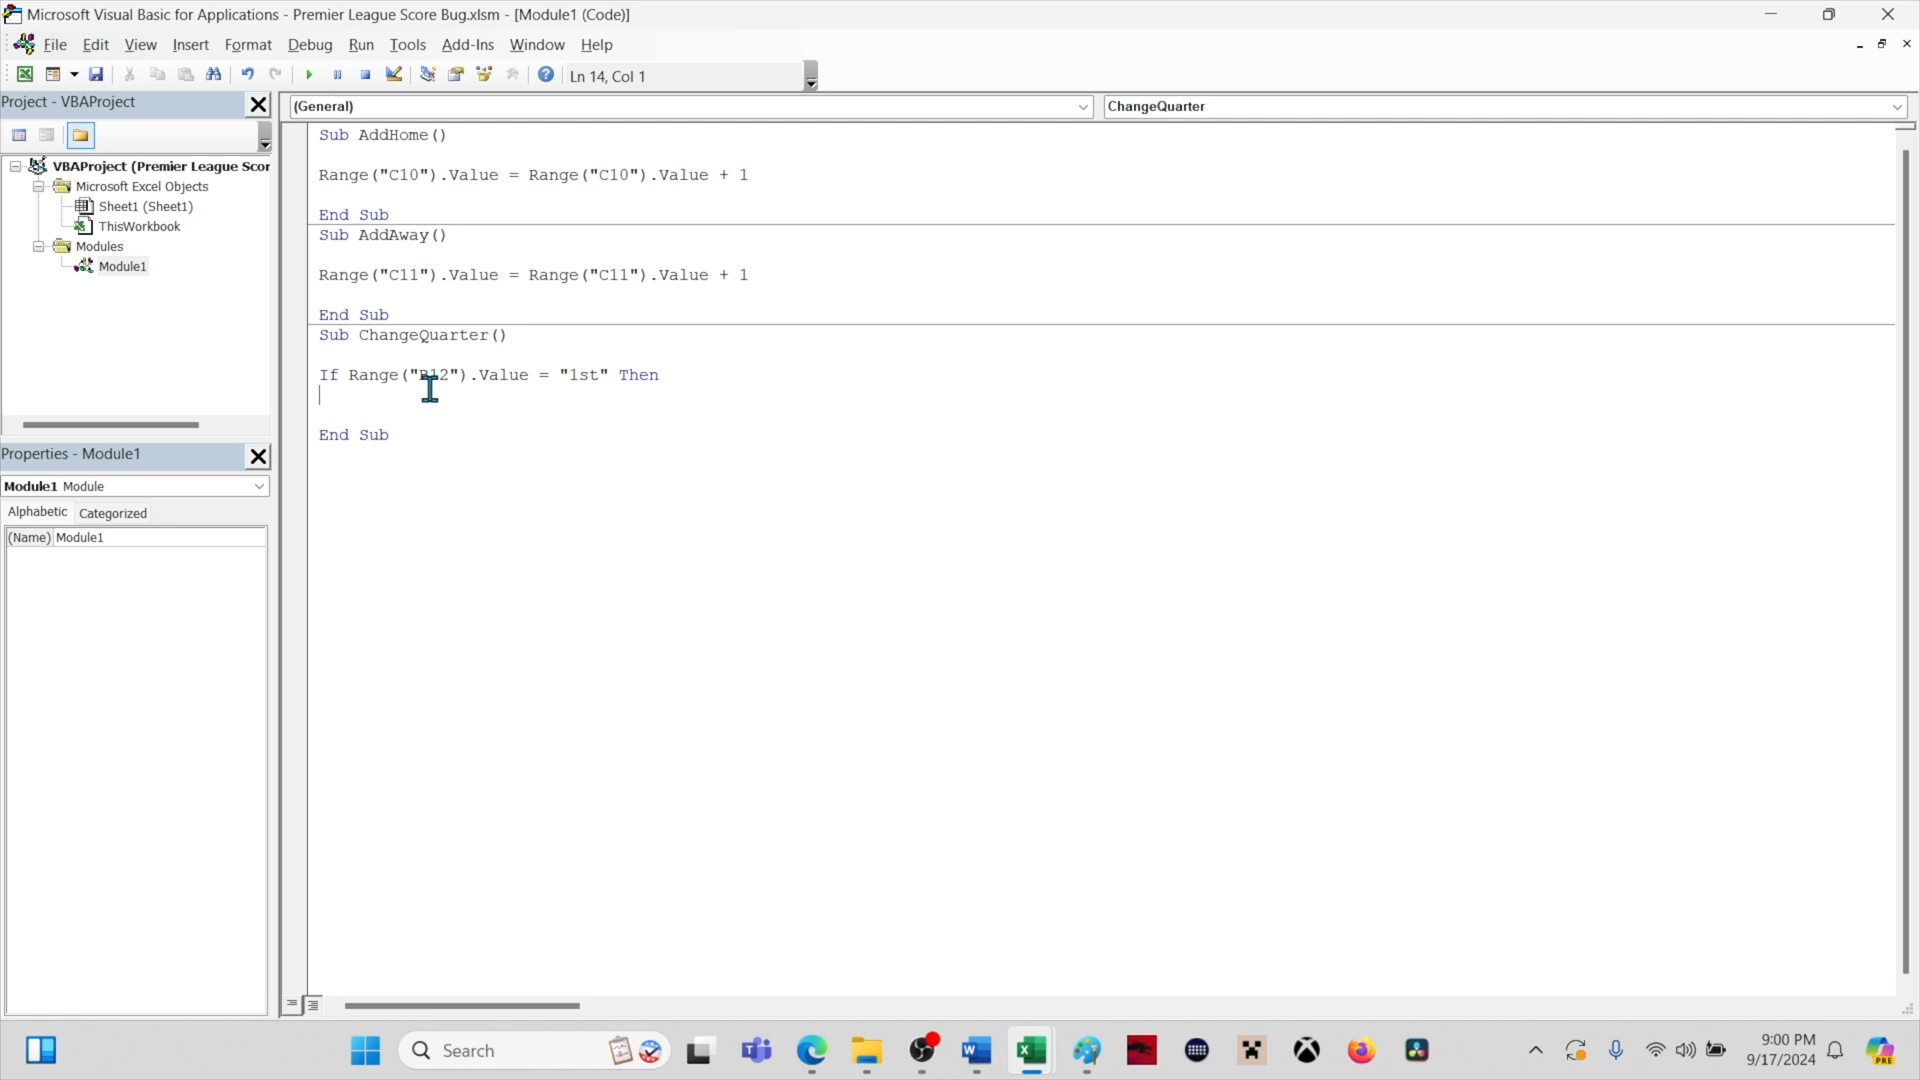 Microsoft Visual Basic for Applications - Premier League Score Bug.xlsm - [Module1 (Code)]
File Edit View Insert Format Debug Run Tools Add-Ins Window Help
Ln 14, Col 1
Project - VBAProject
(General)
ChangeQuarter
VBAProject (Premier League Scor
Microsoft Excel Objects
Sheet1 (Sheet1)
ThisWorkbook
Modules
Module1
Sub AddHome()
Range("C10").Value = Range("C10").Value + 1
End Sub
Sub AddAway()
Range("C11").Value = Range("C11").Value + 1
End Sub
Sub ChangeQuarter()
If Range("B12").Value = "1st" Then
End Sub
Properties - Module1
Module1 Module
Alphabetic Categorized
(Name) Module1
Search
9:00 PM
9/17/2024
PRE